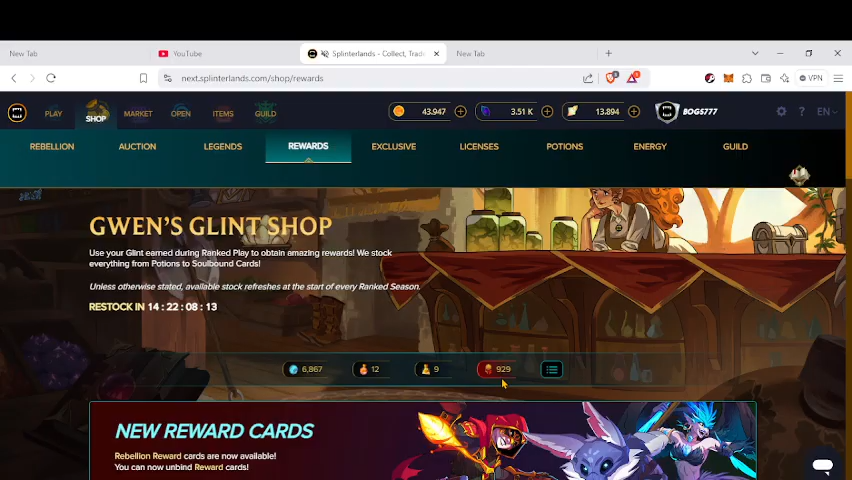 New Tab
YouTube
Splinterlands - Collect, Trad
New Tab
next.splinterlands.com/shop/rewards
VPN
PLAY
SHOP
MARKET
OPEN
ITEMS
GUILD
43.947
3.51 K
13.894
BOGS777
EN
REBELLION
AUCTION
LEGENDS
REWARDS
EXCLUSIVE
LICENSES
POTIONS
ENERGY
GUILD
GWEN'S GLINT SHOP
Use your Glint earned during Ranked Play to obtain amazing rewards! We stock
everything from Potions to Soulbound Cards!
Unless otherwise stated, available stock refreshes at the start of every Ranked Season.
RESTOCK IN 14 : 22 : 08 : 13
6,867
12
9
929
NEW REWARD CARDS
Rebellion Reward cards are now available!
You can now unbind Reward cards!